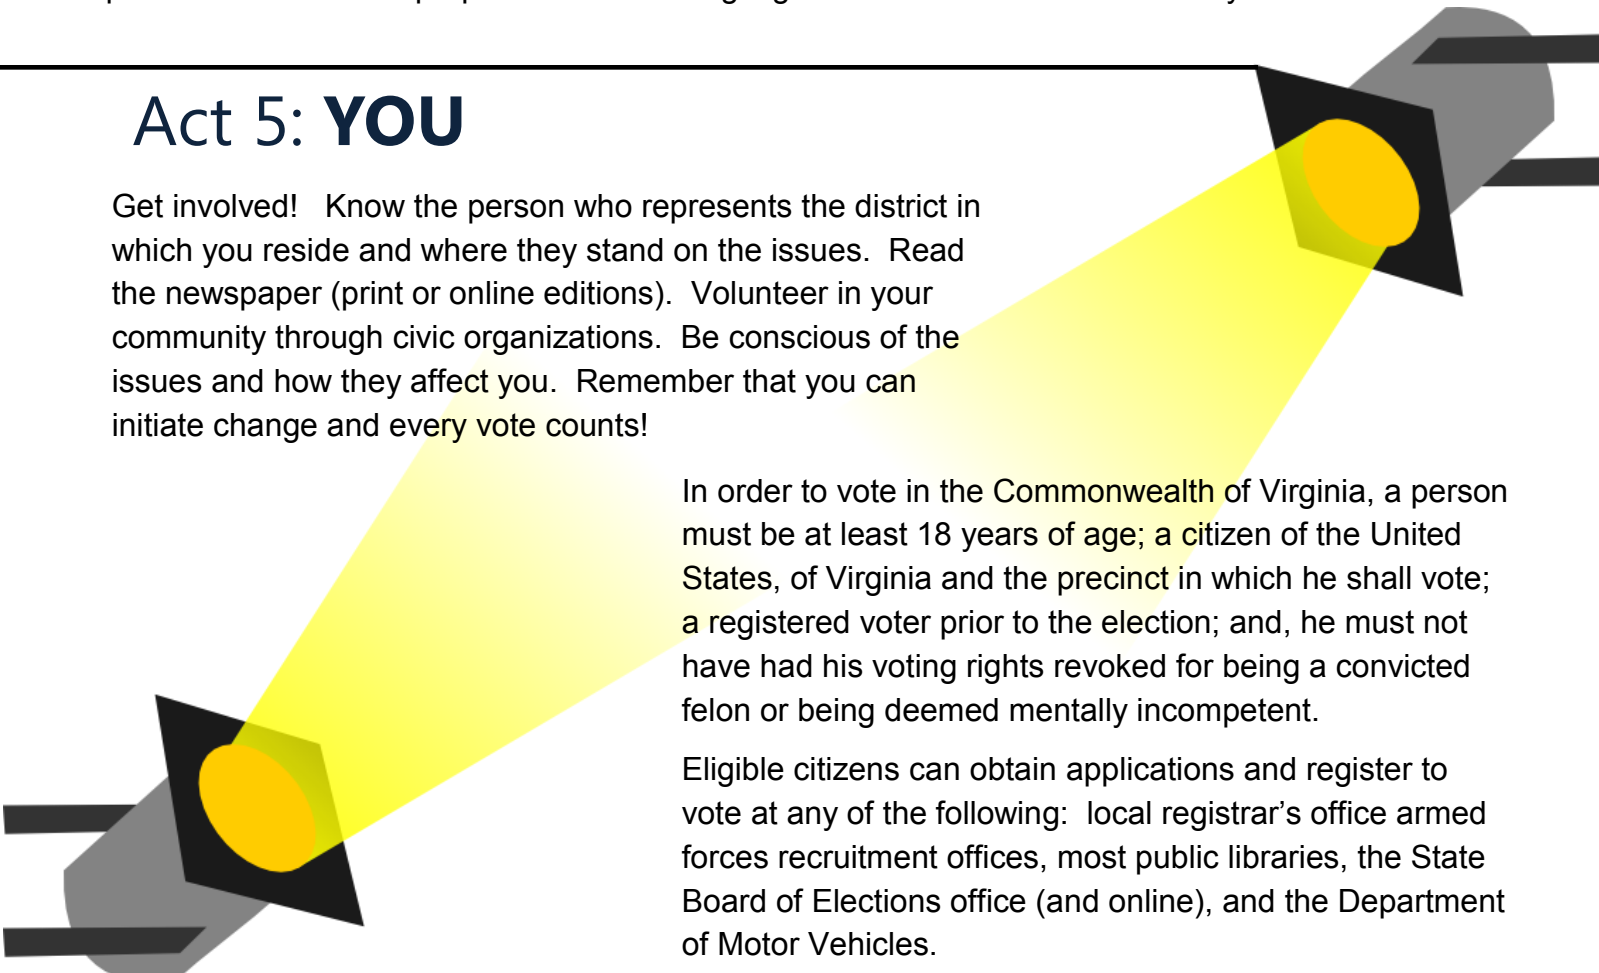 Act 5: YOU
Get involved!   Know the person who represents the district in
which you reside and where they stand on the issues.  Read
the newspaper (print or online editions).  Volunteer in your
community through civic organizations.  Be conscious of the
issues and how they affect you.  Remember that you can
initiate change and every vote counts!
In order to vote in the Commonwealth of Virginia, a person
must be at least 18 years of age; a citizen of the United
States, of Virginia and the precinct in which he shall vote;
a registered voter prior to the election; and, he must not
have had his voting rights revoked for being a convicted
felon or being deemed mentally incompetent.
Eligible citizens can obtain applications and register to
vote at any of the following:  local registrar’s office armed
forces recruitment offices, most public libraries, the State
Board of Elections office (and online), and the Department
of Motor Vehicles.